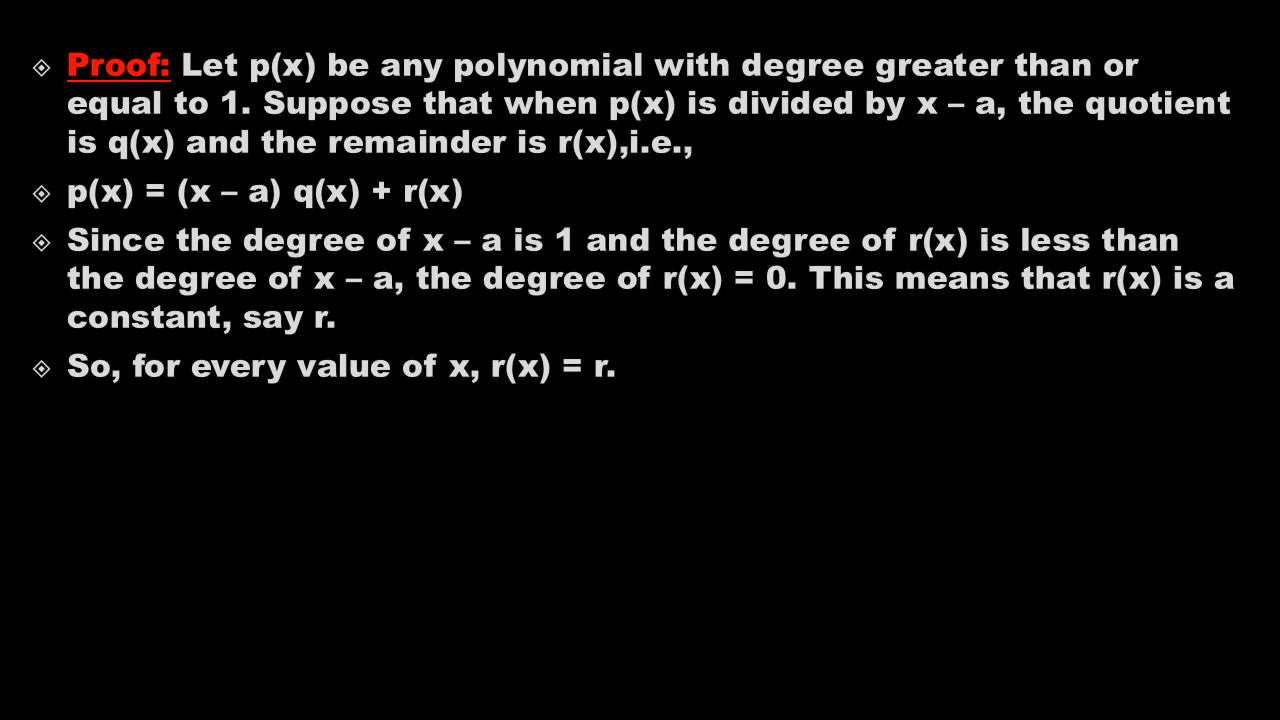 Proof: Let p(x) be any polynomial with degree greater than or
equal to 1. Suppose that when p(x) is divided by x – a, the quotient
is q(x) and the remainder is r(x),i.e.,
p(x) = (x – a) q(x) + r(x)
Since the degree of x – a is 1 and the degree of r(x) is less than
the degree of x – a, the degree of r(x) = 0. This means that r(x) is a
constant, say r.
So, for every value of x, r(x) = r.